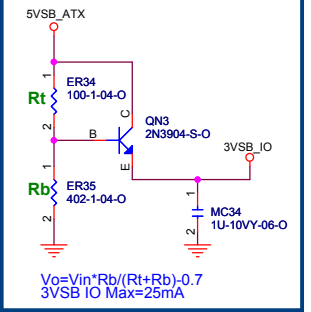 5VSB_ATX
1
Rt
ER34
100-1-04-O
2
C
QN3
2N3904-S-O
B
E
3VSB_IO
1
Rb
ER35
402-1-04-O
2
1
MC34
1U-10VY-06-O
2
Vo=Vin*Rb/(Rt+Rb)-0.7
3VSB IO Max=25mA